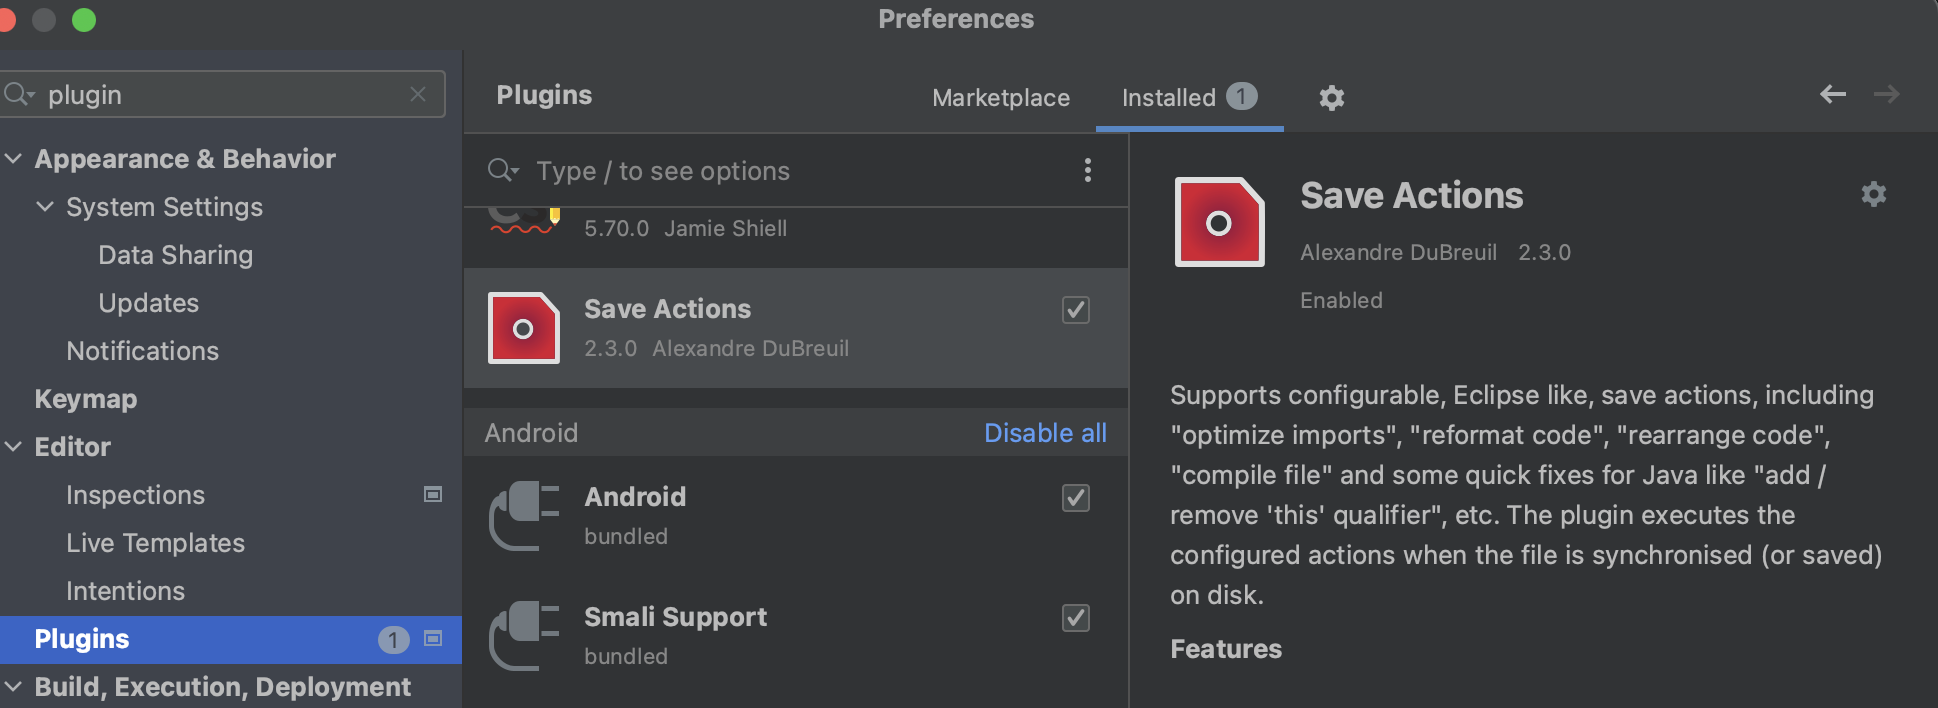 Preferences
plugin
Appearance & Behavior
System Settings
Data Sharing
Updates
Notifications
Keymap
Editor
Inspections
Live Templates
Intentions
Plugins 1
Build, Execution, Deployment
Plugins
Marketplace
Installed 1
Type / to see options
5.70.0 Jamie Shiell
Save Actions
2.3.0 Alexandre DuBreuil
Android Disable all
Android
bundled
Smali Support
bundled
Save Actions
Alexandre DuBreuil 2.3.0
Enabled
Supports configurable, Eclipse like, save actions, including
"optimize imports", "reformat code", "rearrange code",
"compile file" and some quick fixes for Java like "add /
remove 'this' qualifier", etc. The plugin executes the
configured actions when the file is synchronised (or saved)
on disk.
Features